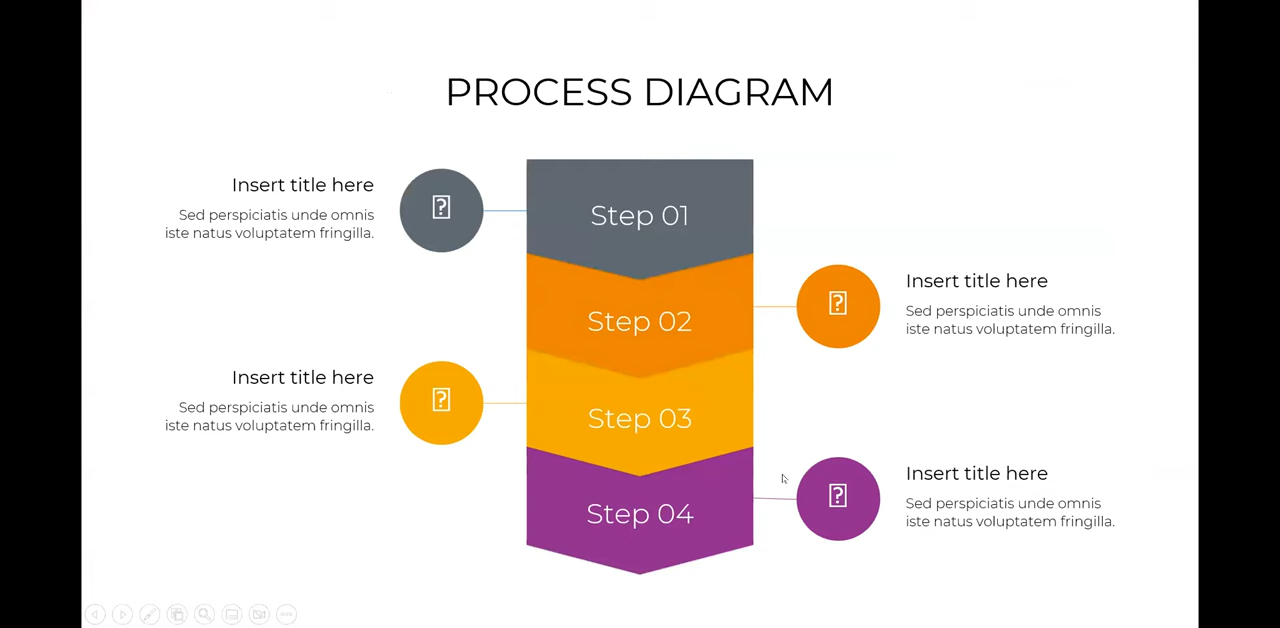 PROCESS DIAGRAM
Insert title here
Sed perspiciatis unde omnis
iste natus voluptatem fringilla.
Step 01
Step 02
Insert title here
Sed perspiciatis unde omnis
iste natus voluptatem fringilla.
Insert title here
Sed perspiciatis unde omnis
iste natus voluptatem fringilla.
Step 03
Step 04
Insert title here
Sed perspiciatis unde omnis
iste natus voluptatem fringilla.